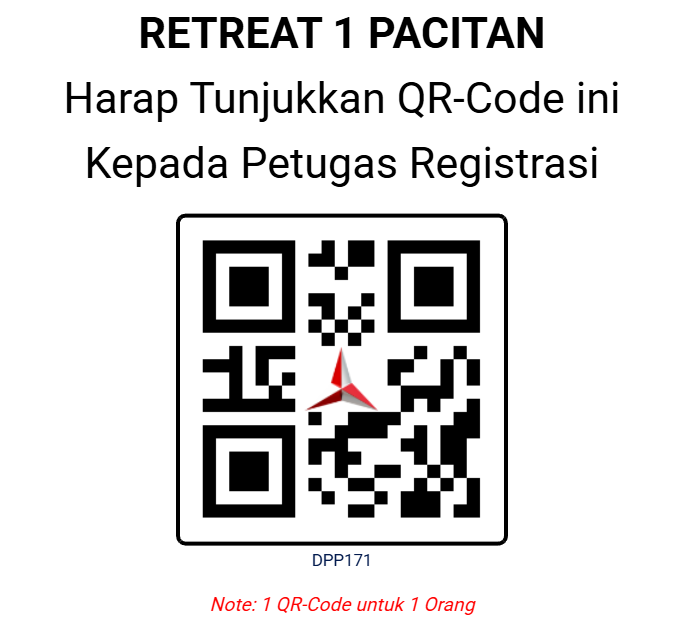 RETREAT 1 PACITAN
Harap Tunjukkan QR-Code ini
Kepada Petugas Registrasi
DPP171
Note: 1 QR-Code untuk 1 Orang